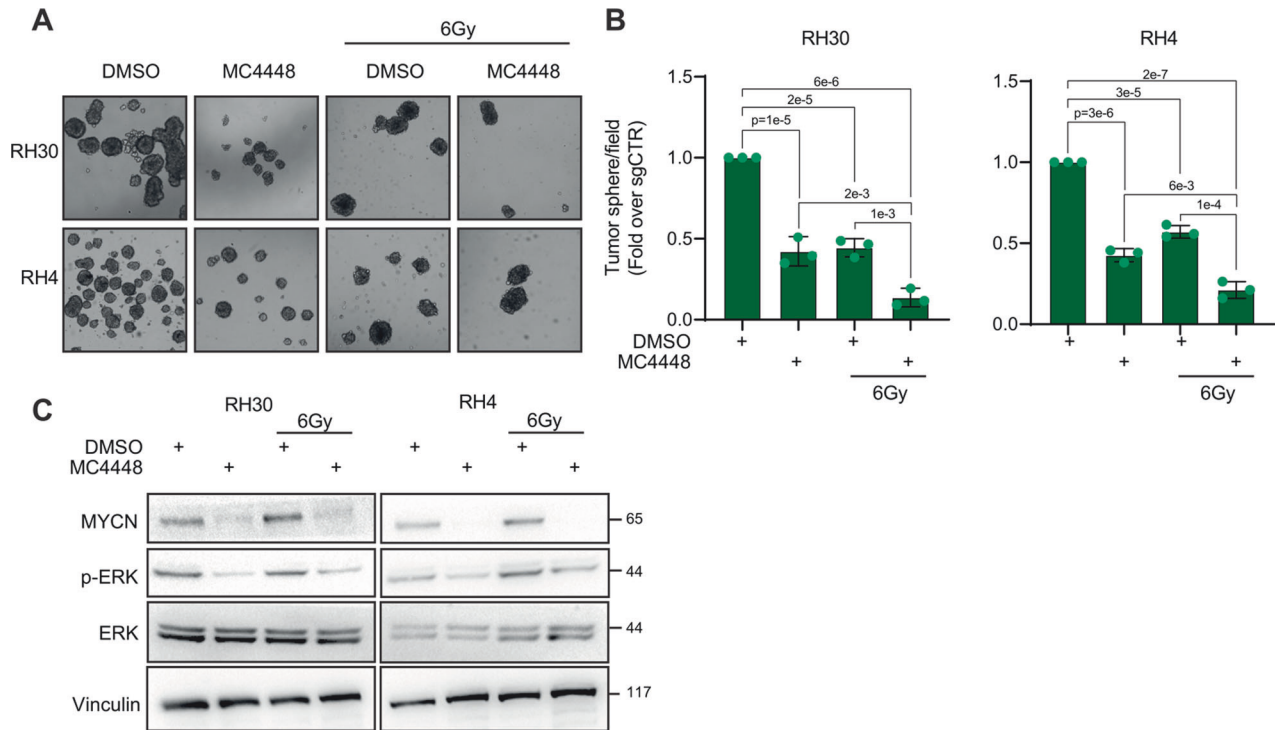 A
6Gy
DMSO MC4448 DMSO MC4448
RH30
RH4
B
RH30
Tumor sphere/field
(Fold over sgCTR)
1.5
1.0
0.5
0.0
6e-6
2e-5
p=1e-5
2e-3
1e-3
DMSO + +
MC4448 + +
6Gy
RH4
1.5
1.0
0.5
0.0
2e-7
3e-5
p=3e-6
6e-3
1e-4
+ +
+ +
6Gy
C
RH30 RH4
6Gy 6Gy
DMSO + + + +
MC4448 + + + +
MYCN 65
p-ERK 44
ERK 44
Vinculin 117